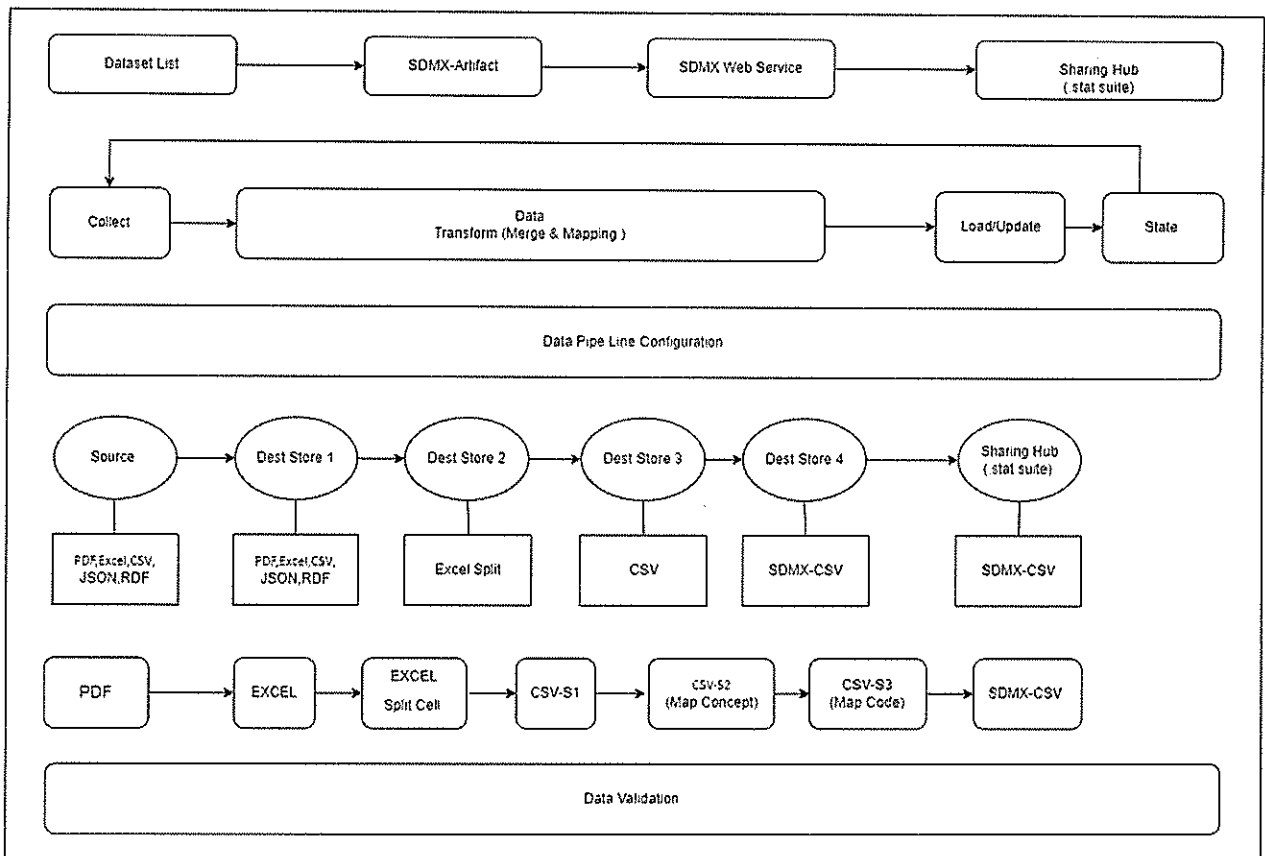 Dataset List
SDMX-Artifact
SDMX Web Service
Sharing Hub
(.stat suite)
Collect
Data
Transform (Merge & Mapping )
Load/Update
State
Data Pipe Line Configuration
Source
Dest Store 1
Dest Store 2
Dest Store 3
Dest Store 4
Sharing Hub
(.stat suite)
PDF,Excel,CSV,
JSON,RDF
PDF,Excel,CSV,
JSON,RDF
Excel Split
CSV
SDMX-CSV
SDMX-CSV
PDF
EXCEL
EXCEL
Split Cell
CSV-S1
CSV-S2
(Map Concept)
CSV-S3
(Map Code)
SDMX-CSV
Data Validation